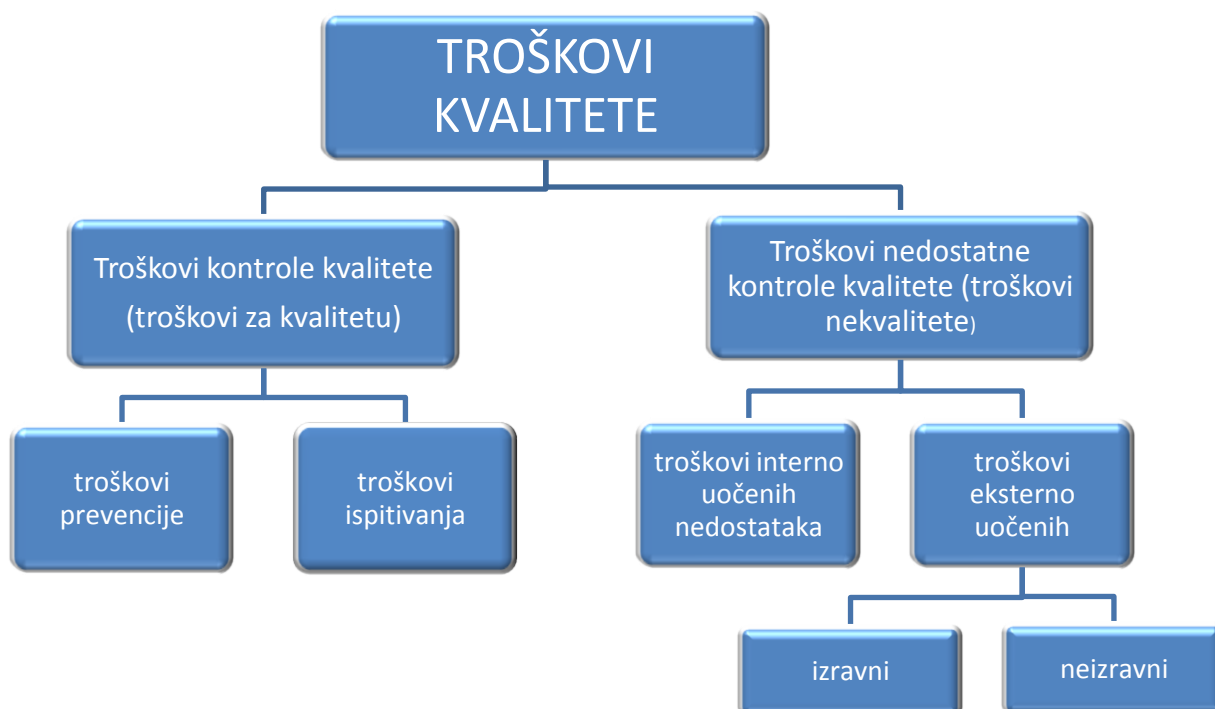 TROŠKOVI
KVALITETE
Troškovi kontrole kvalitete
(troškovi za kvalitetu)
Troškovi nedostatne
kontrole kvalitete (troškovi
nekvalitete)
troškovi
prevencije
troškovi
ispitivanja
troškovi interno
uočenih
nedostataka
troškovi
eksterno
uočenih
izravni
neizravni